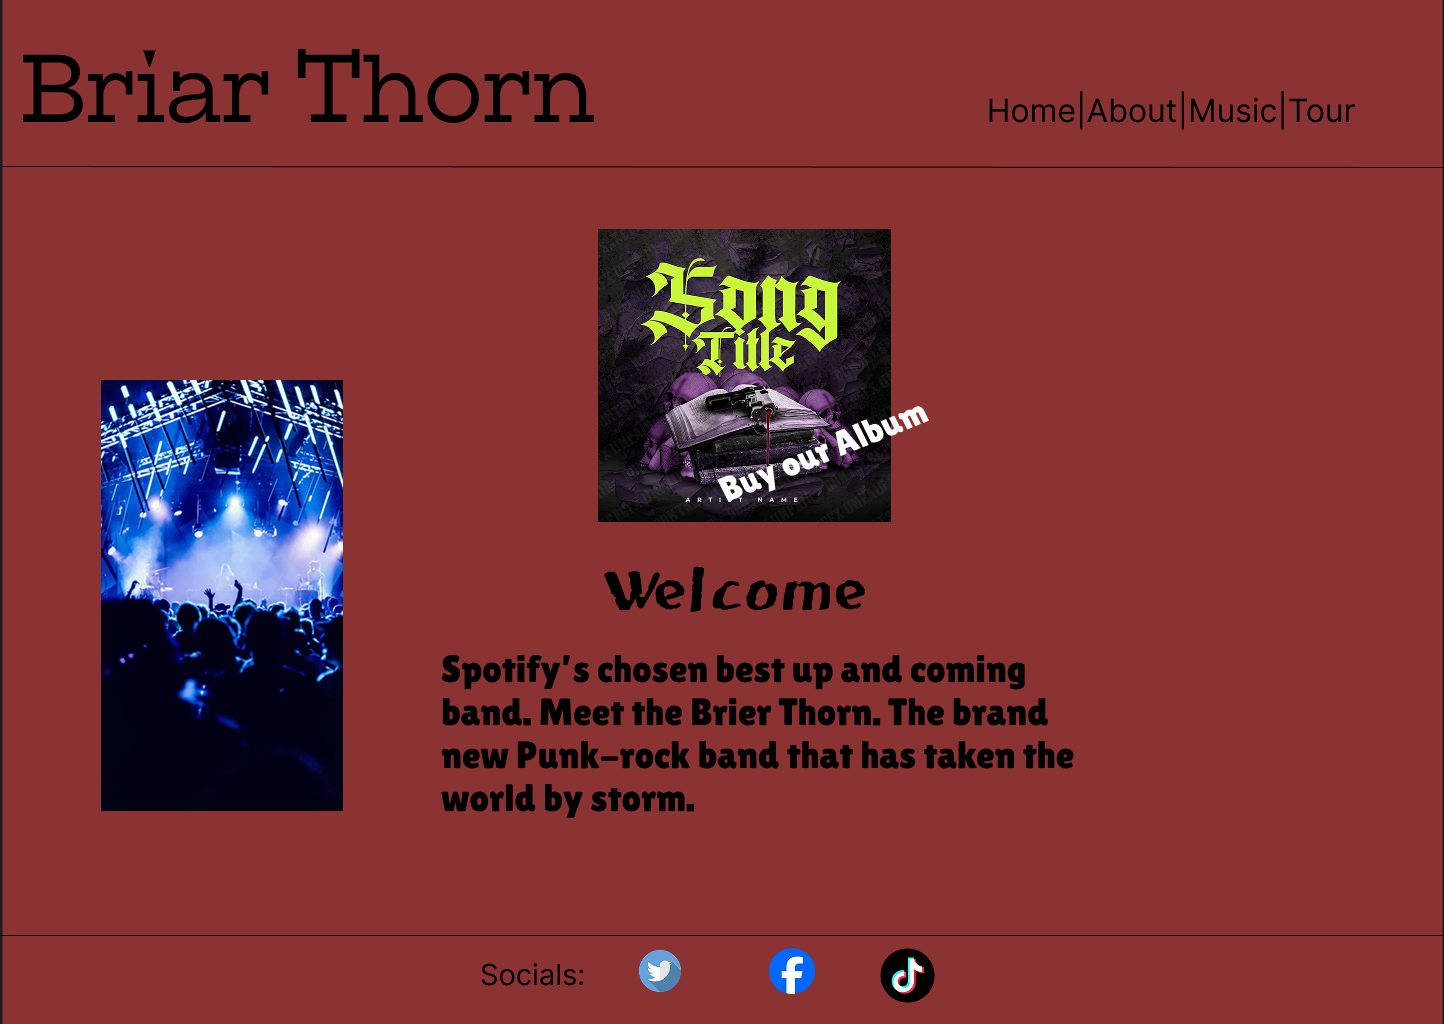 Briar Thorn
Home|About|Music|Tour
Song
Title
Buy our Album
ARTIST NAME
Welcome
Spotify's chosen best up and coming
band. Meet the Brier Thorn. The brand
new Punk-rock band that has taken the
world by storm.
Socials: